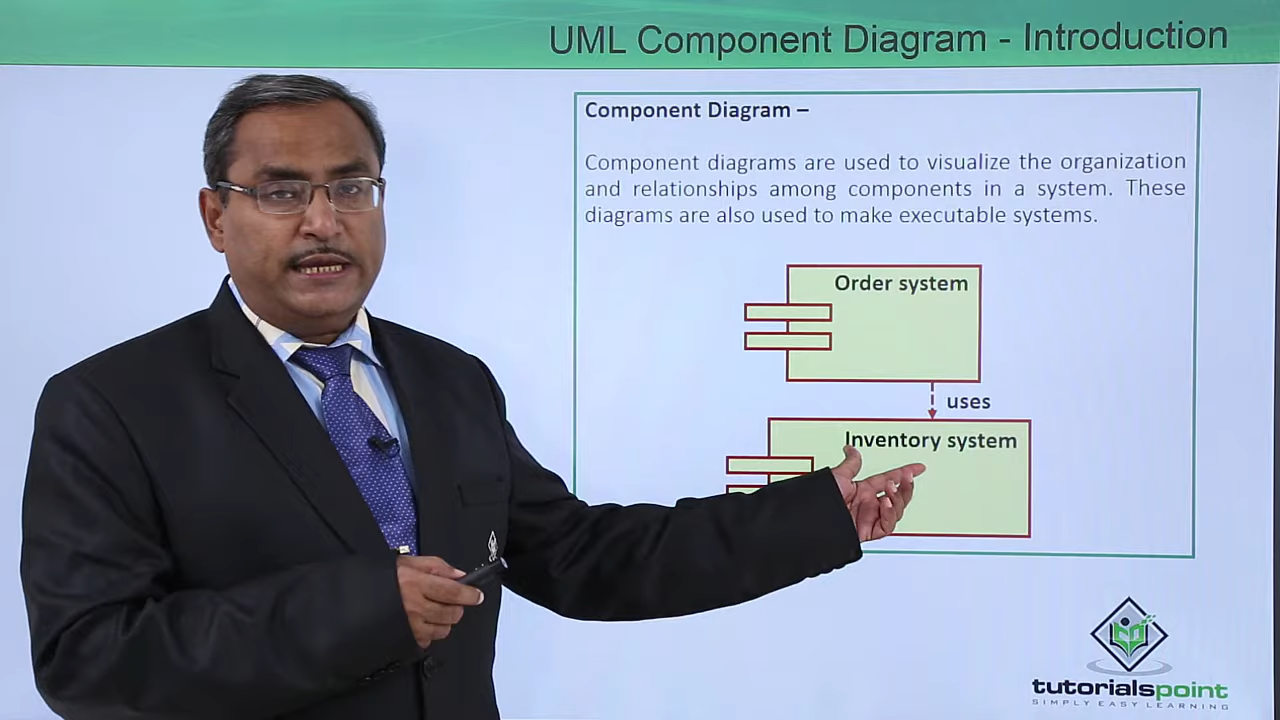 UML Component Diagram - Introduction
Component Diagram –
Component diagrams are used to visualize the organization
and relationships among components in a system. These
diagrams are also used to make executable systems.
Order system
uses
Inventory system
tutorialspoint
SIMPLY EASY LEARNING